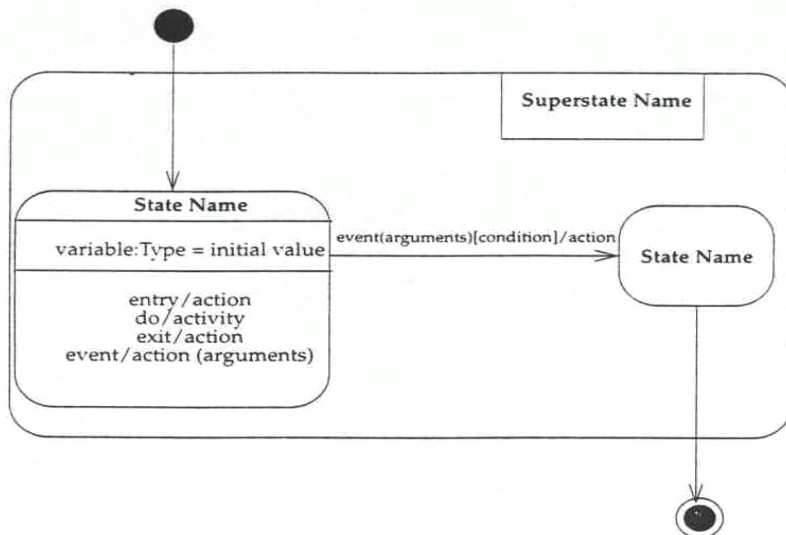 Superstate Name
State Name
variable:Type = initial value
entry/action
do/activity
exit/action
event/action (arguments)
event(arguments)[condition]/action
State Name